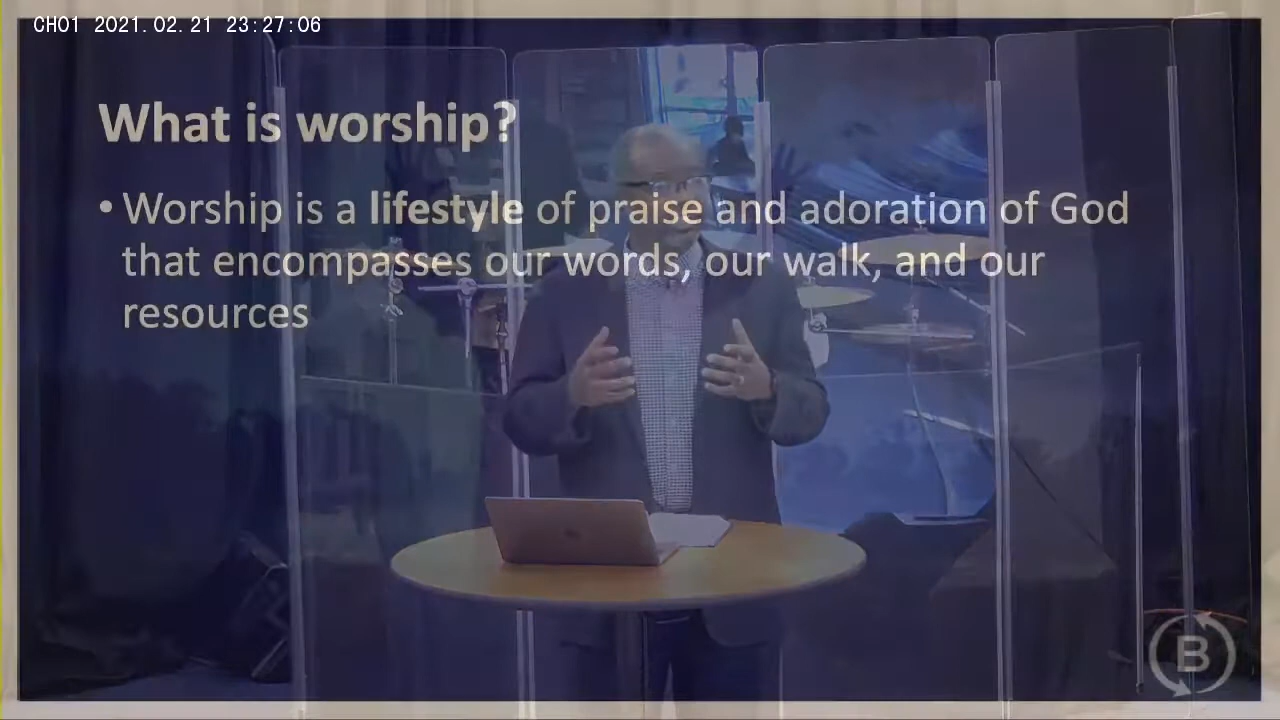 CH01 2021.02.21 23:27:06
What is worship?
• Worship is a lifestyle of praise and adoration of God
that encompasses our words, our walk, and our
resources
B